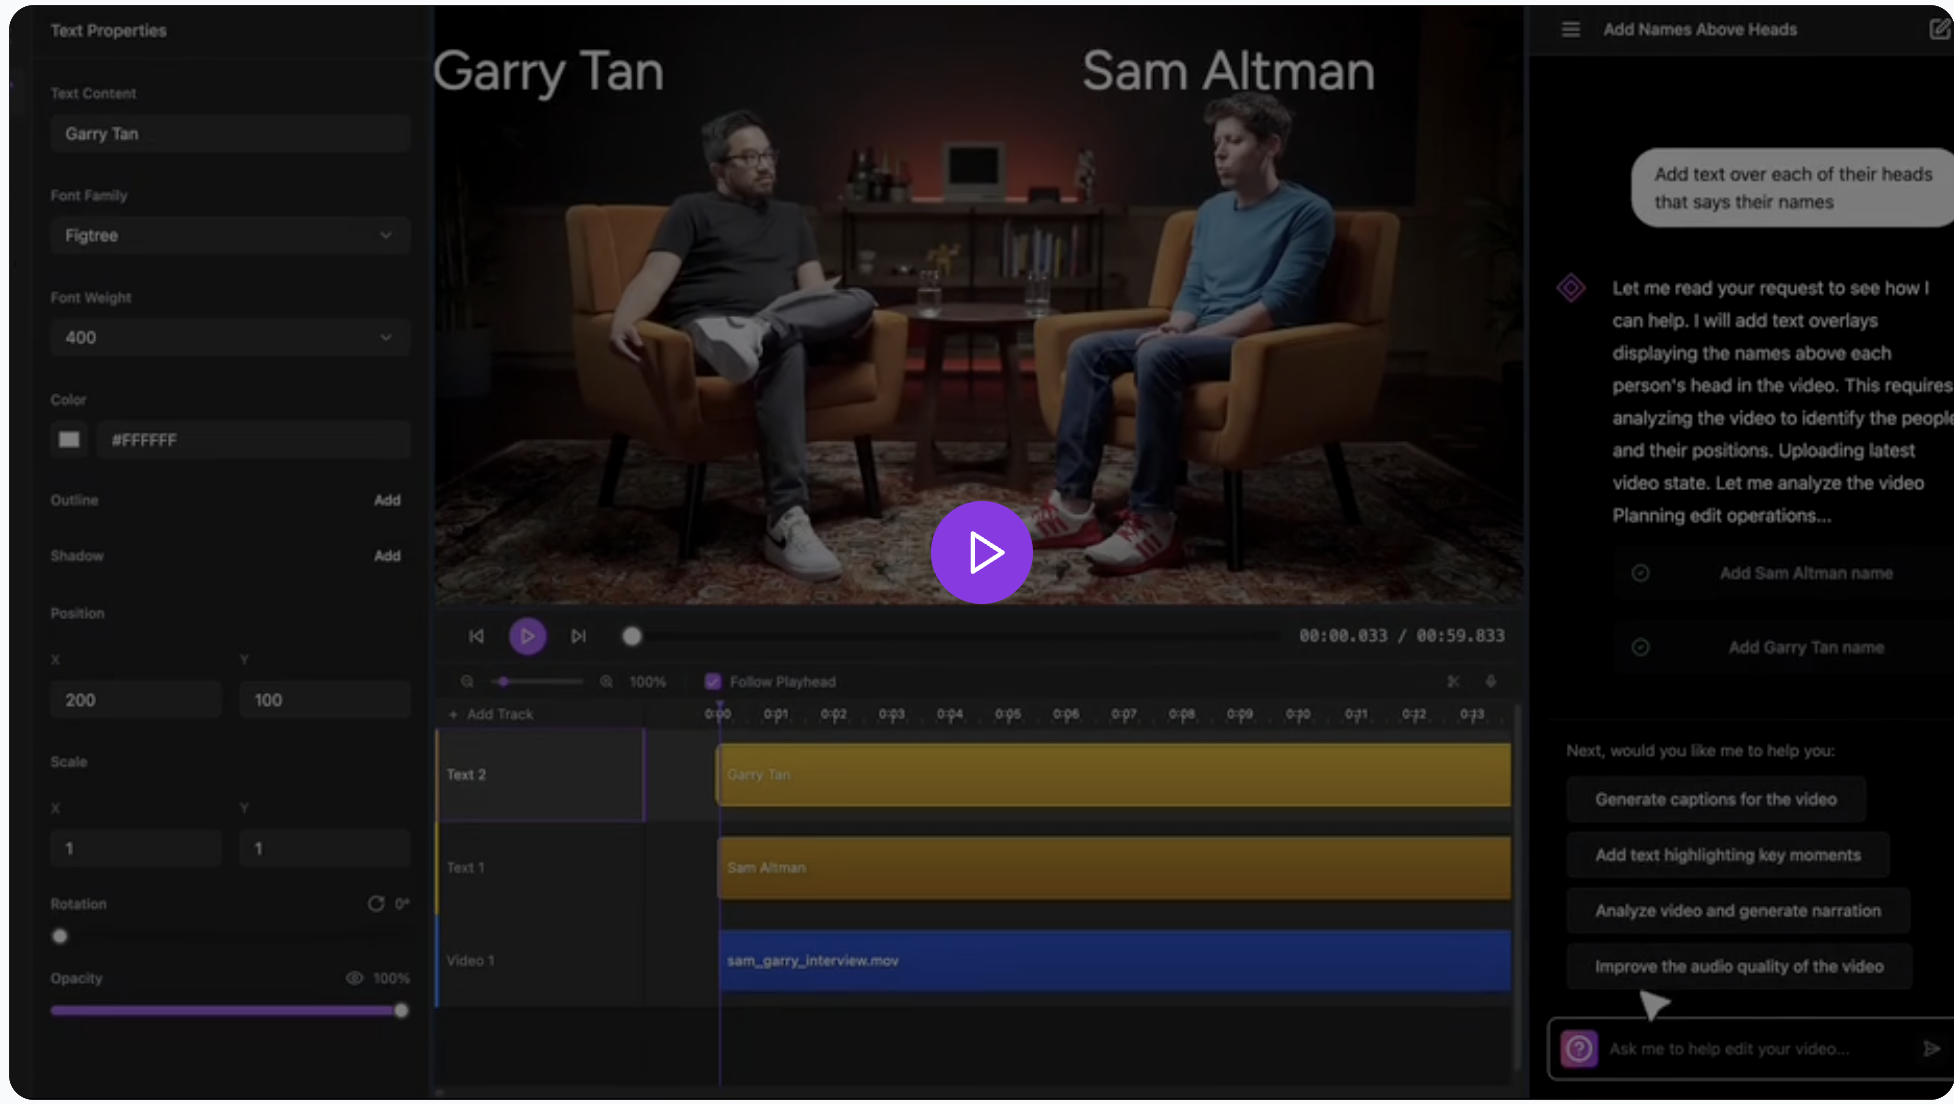 Text Properties
Text Content
Garry Tan
Font Family
Figtree
Font Weight
400
Color
#FFFFFF
Outline
Add
Shadow
Add
Position
X
Y
200
100
Scale
X
Y
1
1
Rotation
0°
Opacity
100%
Garry Tan
Sam Altman
00:00.033 / 00:59.833
100%
Follow Playhead
+ Add Track
0:00 0:01 0:02 0:03 0:04 0:05 0:06 0:07 0:08 0:09 0:10 0:11 0:12 0:13
Text 2
Garry Tan
Text 1
Sam Altman
Video 1
sam_garry_interview.mov
Add Names Above Heads
Add text over each of their heads
that says their names
Let me read your request to see how I
can help. I will add text overlays
displaying the names above each
person's head in the video. This requires
analyzing the video to identify the people
and their positions. Uploading latest
video state. Let me analyze the video
Planning edit operations...
Add Sam Altman name
Add Garry Tan name
Next, would you like me to help you:
Generate captions for the video
Add text highlighting key moments
Analyze video and generate narration
Improve the audio quality of the video
Ask me to help edit your video...